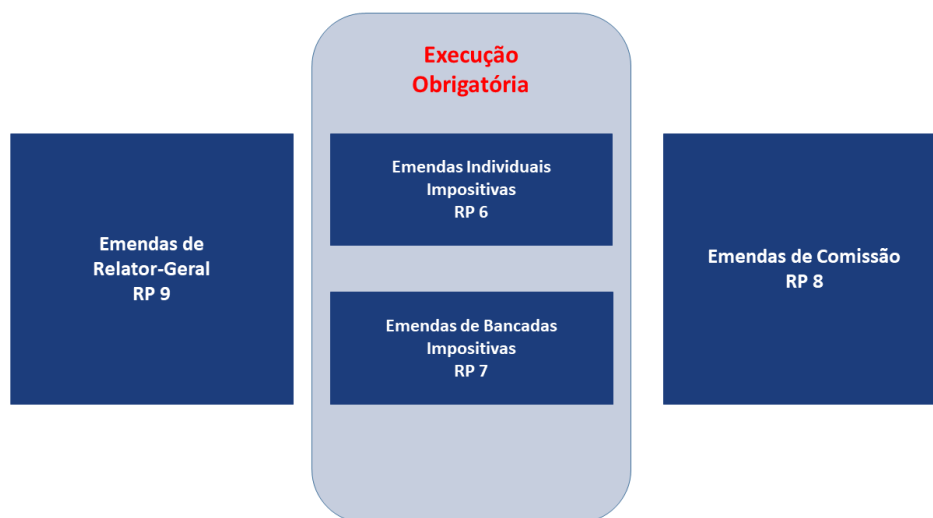 Execução
Obrigatória
Emendas de
Relator-Geral
RP 9
Emendas Individuais
Impositivas
RP 6
Emendas de Bancadas
Impositivas
RP 7
Emendas de Comissão
RP 8